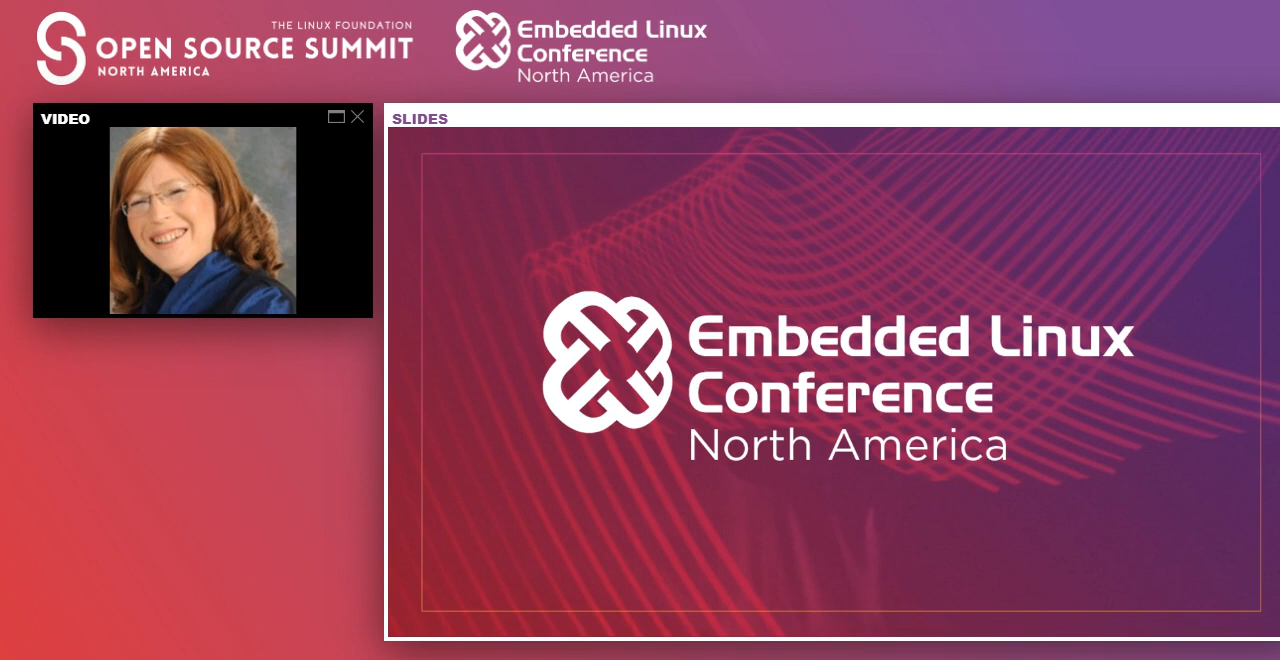 THE LINUX FOUNDATION
OPEN SOURCE SUMMIT
NORTH AMERICA
Embedded Linux
Conference
North America
VIDEO
SLIDES
Embedded Linux
Conference
North America